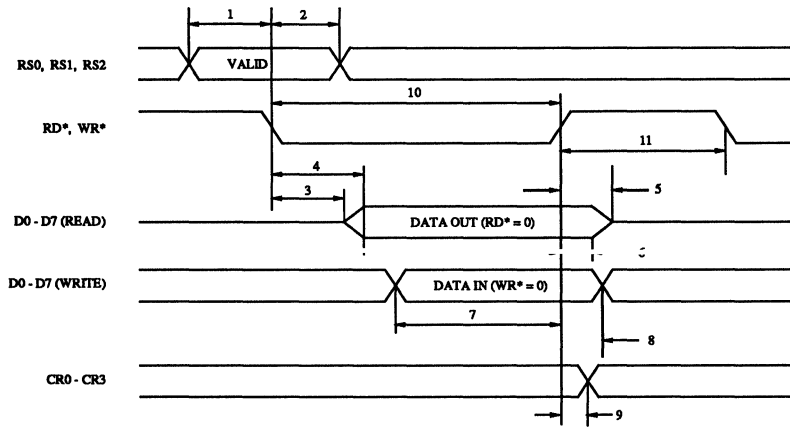 1 2
RS0, RS1, RS2 VALID
10
RD*, WR*
11
4
3 5
D0 - D7 (READ) DATA OUT (RD* = 0)
D0 - D7 (WRITE) DATA IN (WR* = 0)
7
8
CR0 - CR3
9